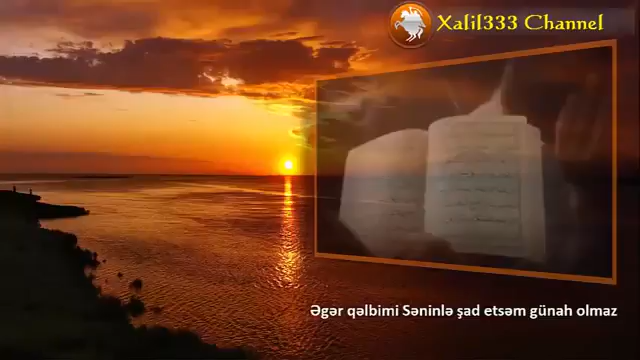 Xalil333 Channel
Əgər qəlbimi Səninlə şad etsəm günah olmaz